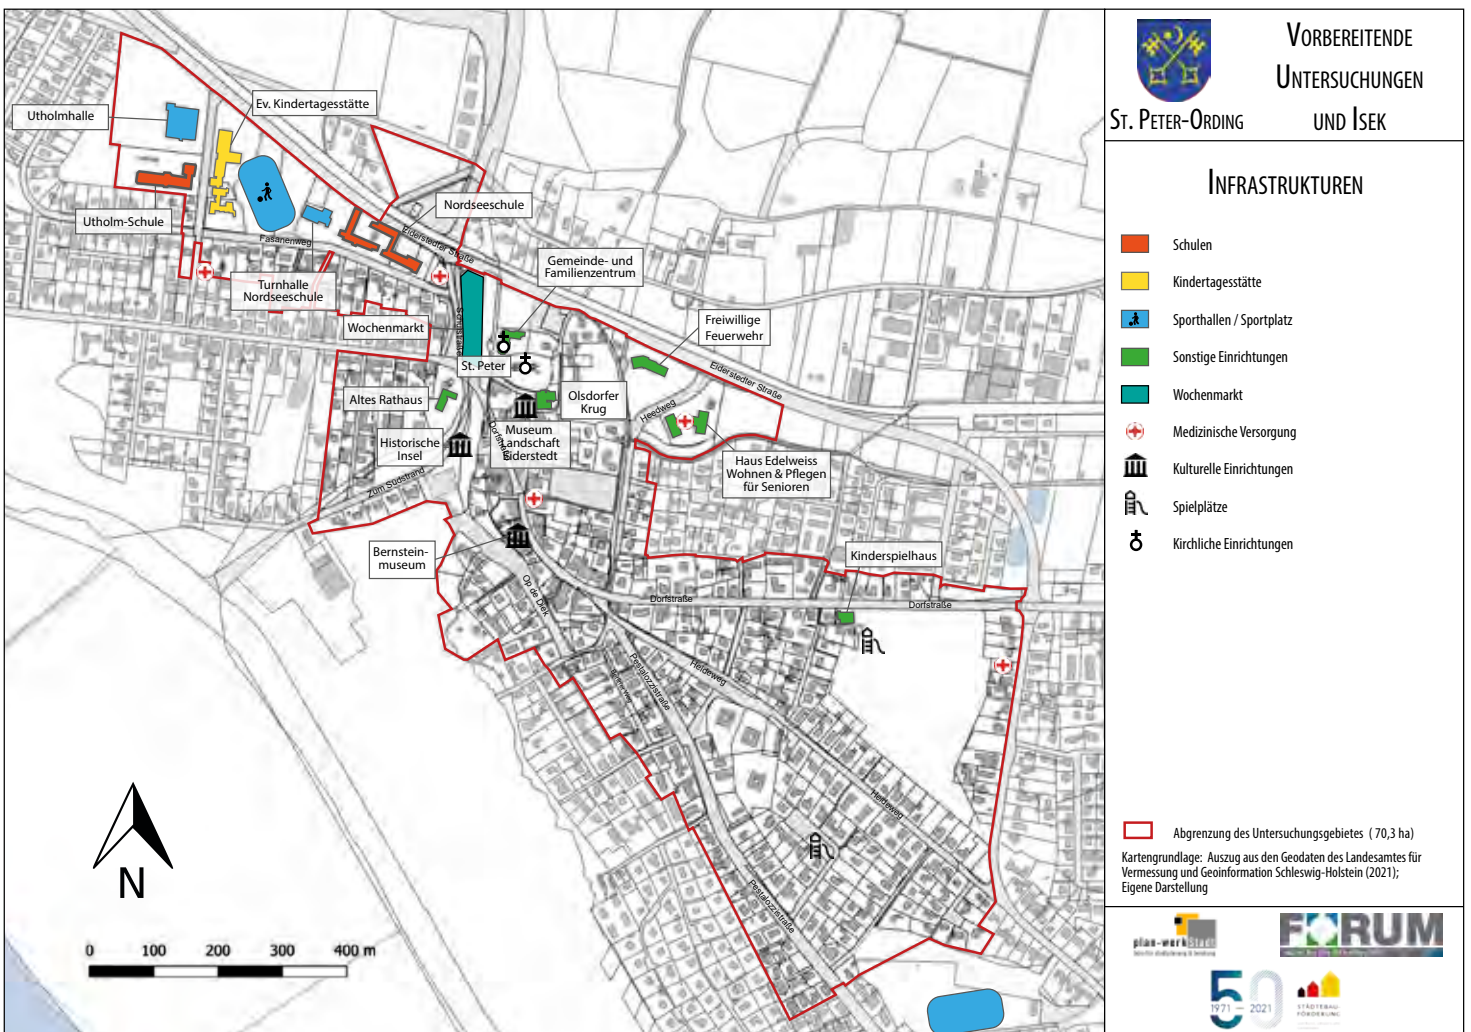 Utholmhalle
Ev. Kindertagesstätte
Utholm-Schule
Nordseeschule
Fasanenweg
Eiderstedter Straße
Turnhalle
Nordseeschule
Gemeinde- und
Familienzentrum
Wochenmarkt
Schulstraße
St. Peter
Freiwillige
Feuerwehr
Eiderstedter Straße
Altes Rathaus
Olsdorfer
Krug
Heedweg
Historische
Insel
Dorfstraße
Museum
Landschaft
Eiderstedt
Haus Edelweiss
Wohnen & Pflegen
für Senioren
Zum Südstrand
Bernstein-
museum
Kinderspielhaus
Op de Diek
Dorfstraße
Dorfstraße
Pestalozzistraße
Heideweg
Heideweg
Pestalozzistraße
N
0 100 200 300 400 m
St. Peter-Ording
Vorbereitende
Untersuchungen
und Isek
Infrastrukturen
Schulen
Kindertagesstätte
Sporthallen / Sportplatz
Sonstige Einrichtungen
Wochenmarkt
Medizinische Versorgung
Kulturelle Einrichtungen
Spielplätze
Kirchliche Einrichtungen
Abgrenzung des Untersuchungsgebietes ( 70,3 ha)
Kartengrundlage: Auszug aus den Geodaten des Landesamtes für
Vermessung und Geoinformation Schleswig-Holstein (2021);
Eigene Darstellung
plan-werkStadt
FORUM
50
1971 – 2021
STÄDTEBAU-
FÖRDERUNG